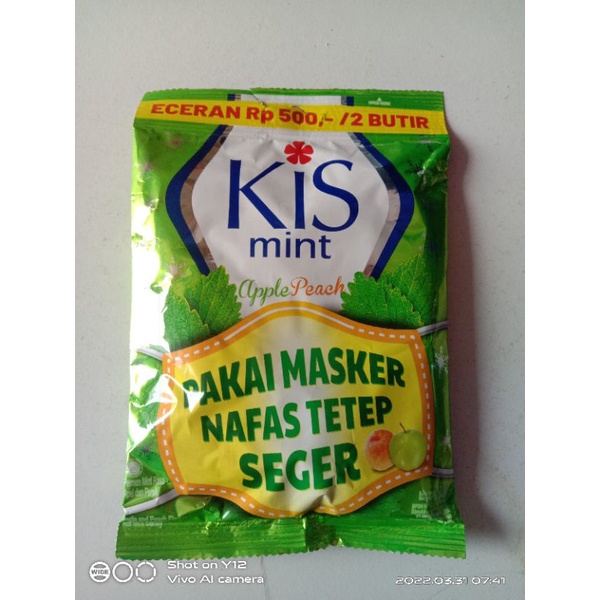 ECERAN Rp 500,- /2 BUTIR
KiS
mint
Apple Peach
PAKAI MASKER
NAFAS TETEP
SEGER
Shot on Y12
Vivo AI camera
WIDE
2022.03.31 07:41